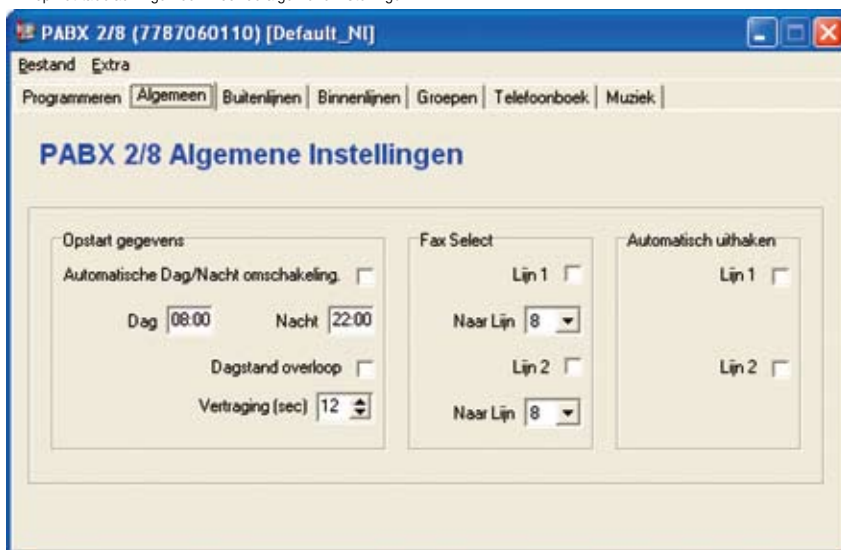 PABX 2/8 (7787060110) [Default_Nl]
Bestand Extra
Programmeren Algemeen Buitenlijnen Binnenlijnen Groepen Telefoonboek Muziek
PABX 2/8 Algemene Instellingen
Opstart gegevens
Automatische Dag/Nacht omschakeling.
Dag 08:00 Nacht 22:00
Dagstand overloop
Vertraging (sec) 12
Fax Select
Lijn 1
Naar Lijn 8
Lijn 2
Naar Lijn 8
Automatisch uithaken
Lijn 1
Lijn 2